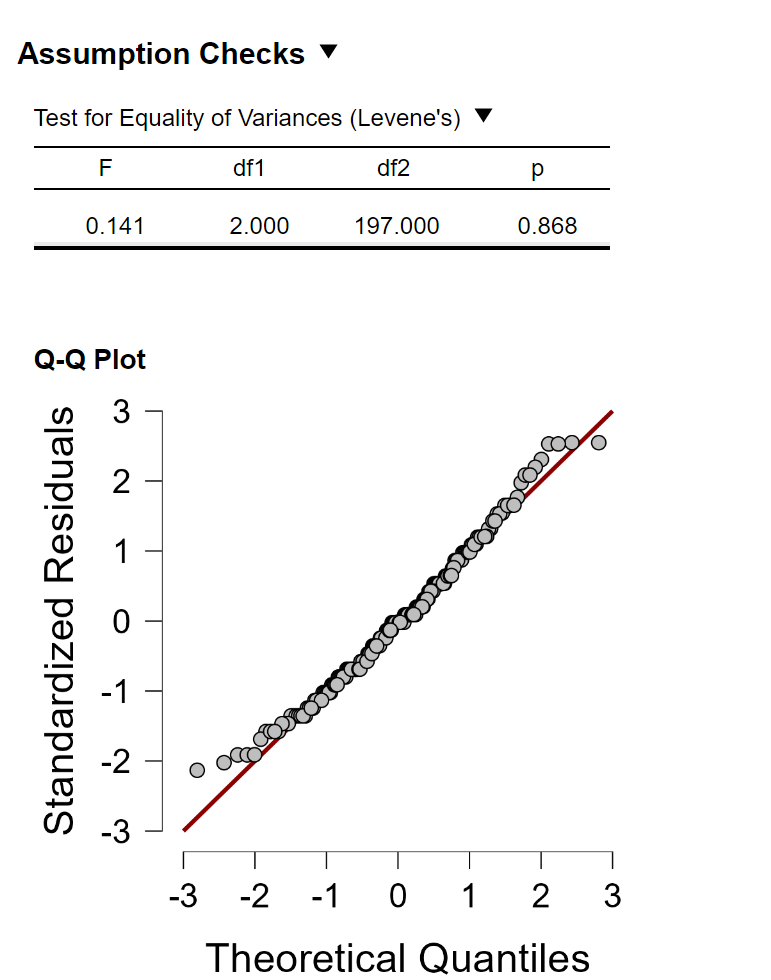 Assumption Checks ▼
Test for Equality of Variances (Levene's) ▼
F df1 df2 p
0.141 2.000 197.000 0.868
Q-Q Plot
Standardized Residuals
3
2
1
0
-1
-2
-3
-3 -2 -1 0 1 2 3
Theoretical Quantiles